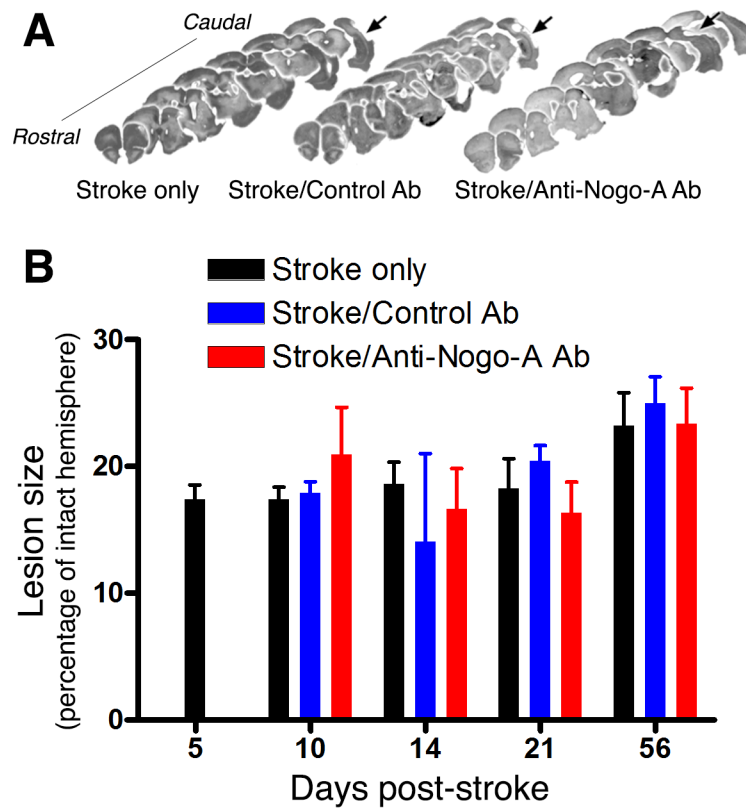 A
Caudal
Rostral
Stroke only
Stroke/Control Ab
Stroke/Anti-Nogo-A Ab
B
Stroke only
Stroke/Control Ab
Stroke/Anti-Nogo-A Ab
Lesion size
(percentage of intact hemisphere)
30
20
10
0
5
10
14
21
56
Days post-stroke